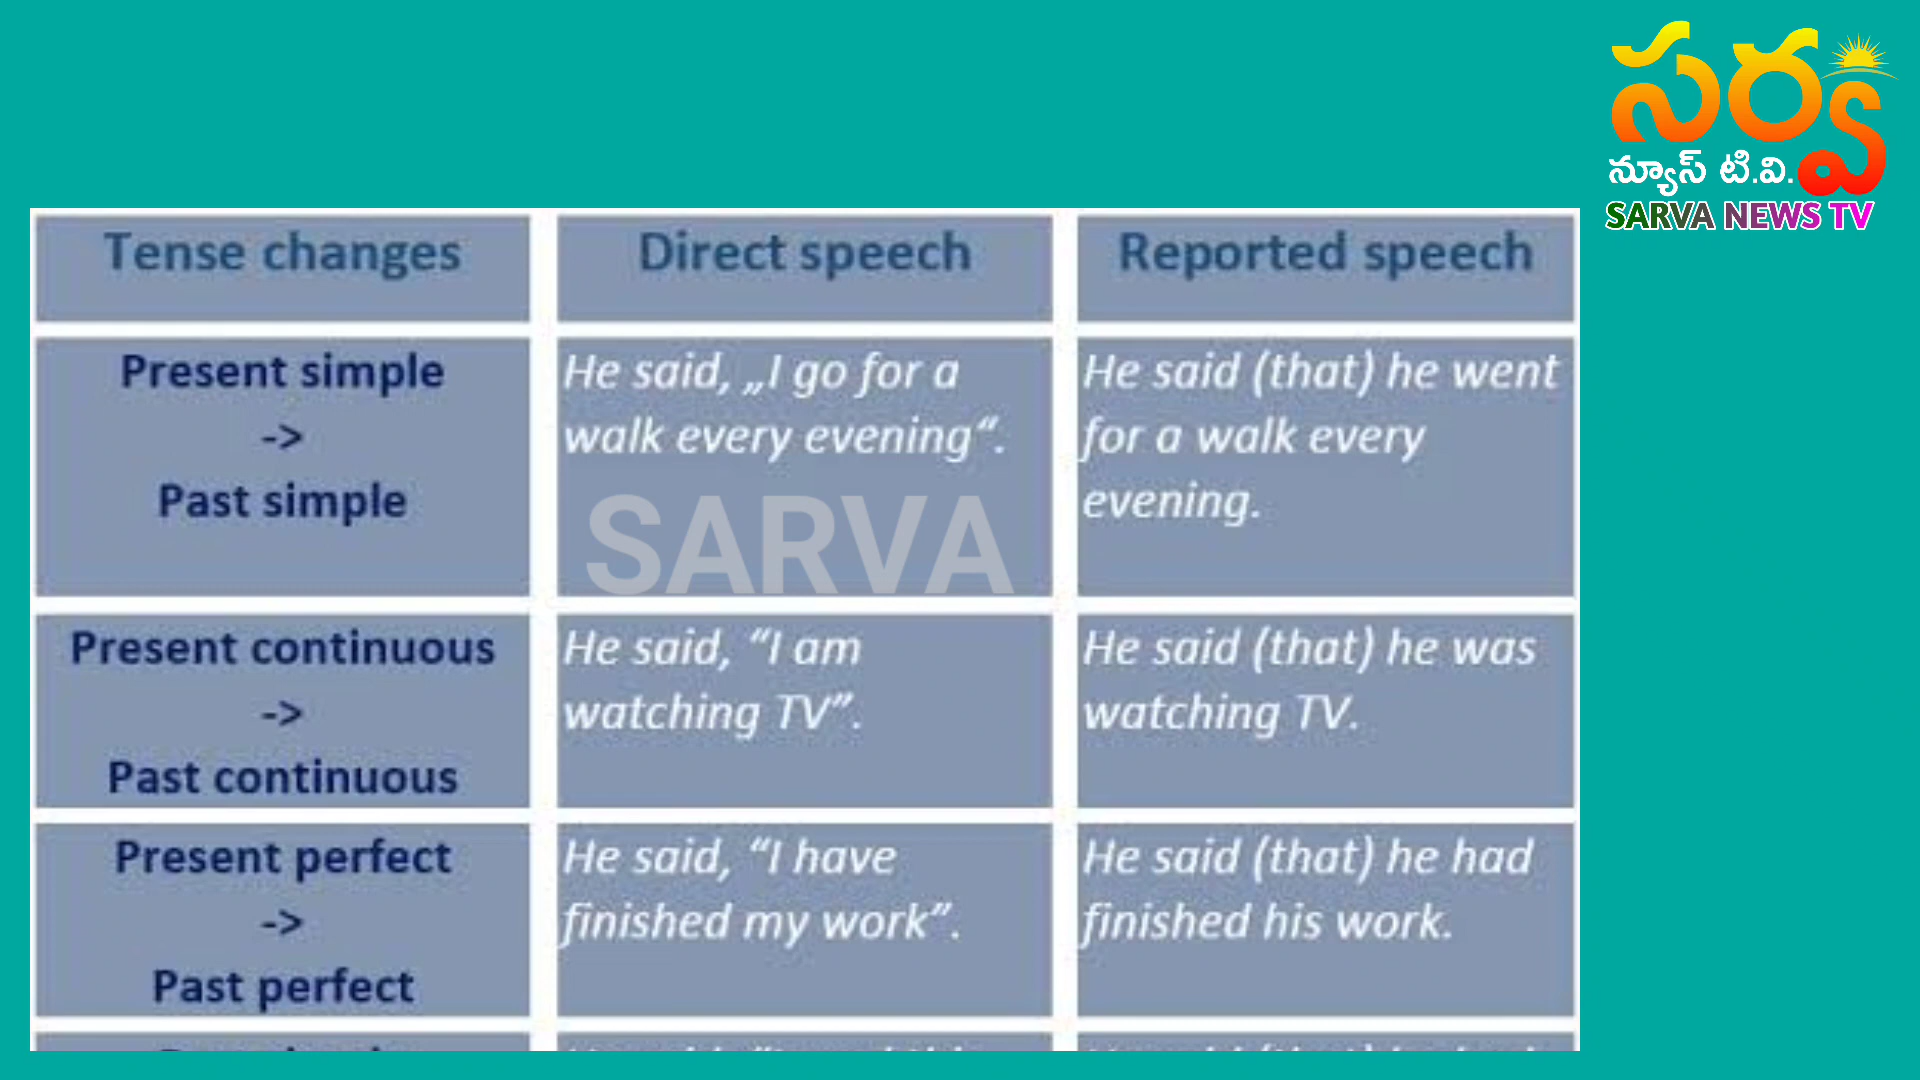 సర్వ
న్యూస్ టి.వి.
SARVA NEWS TV
Tense changes
Direct speech
Reported speech
Present simple
->
Past simple
He said, „I go for a
walk every evening“.
He said (that) he went
for a walk every
evening.
SARVA
Present continuous
->
Past continuous
He said, “I am
watching TV”.
He said (that) he was
watching TV.
Present perfect
->
Past perfect
He said, “I have
finished my work”.
He said (that) he had
finished his work.